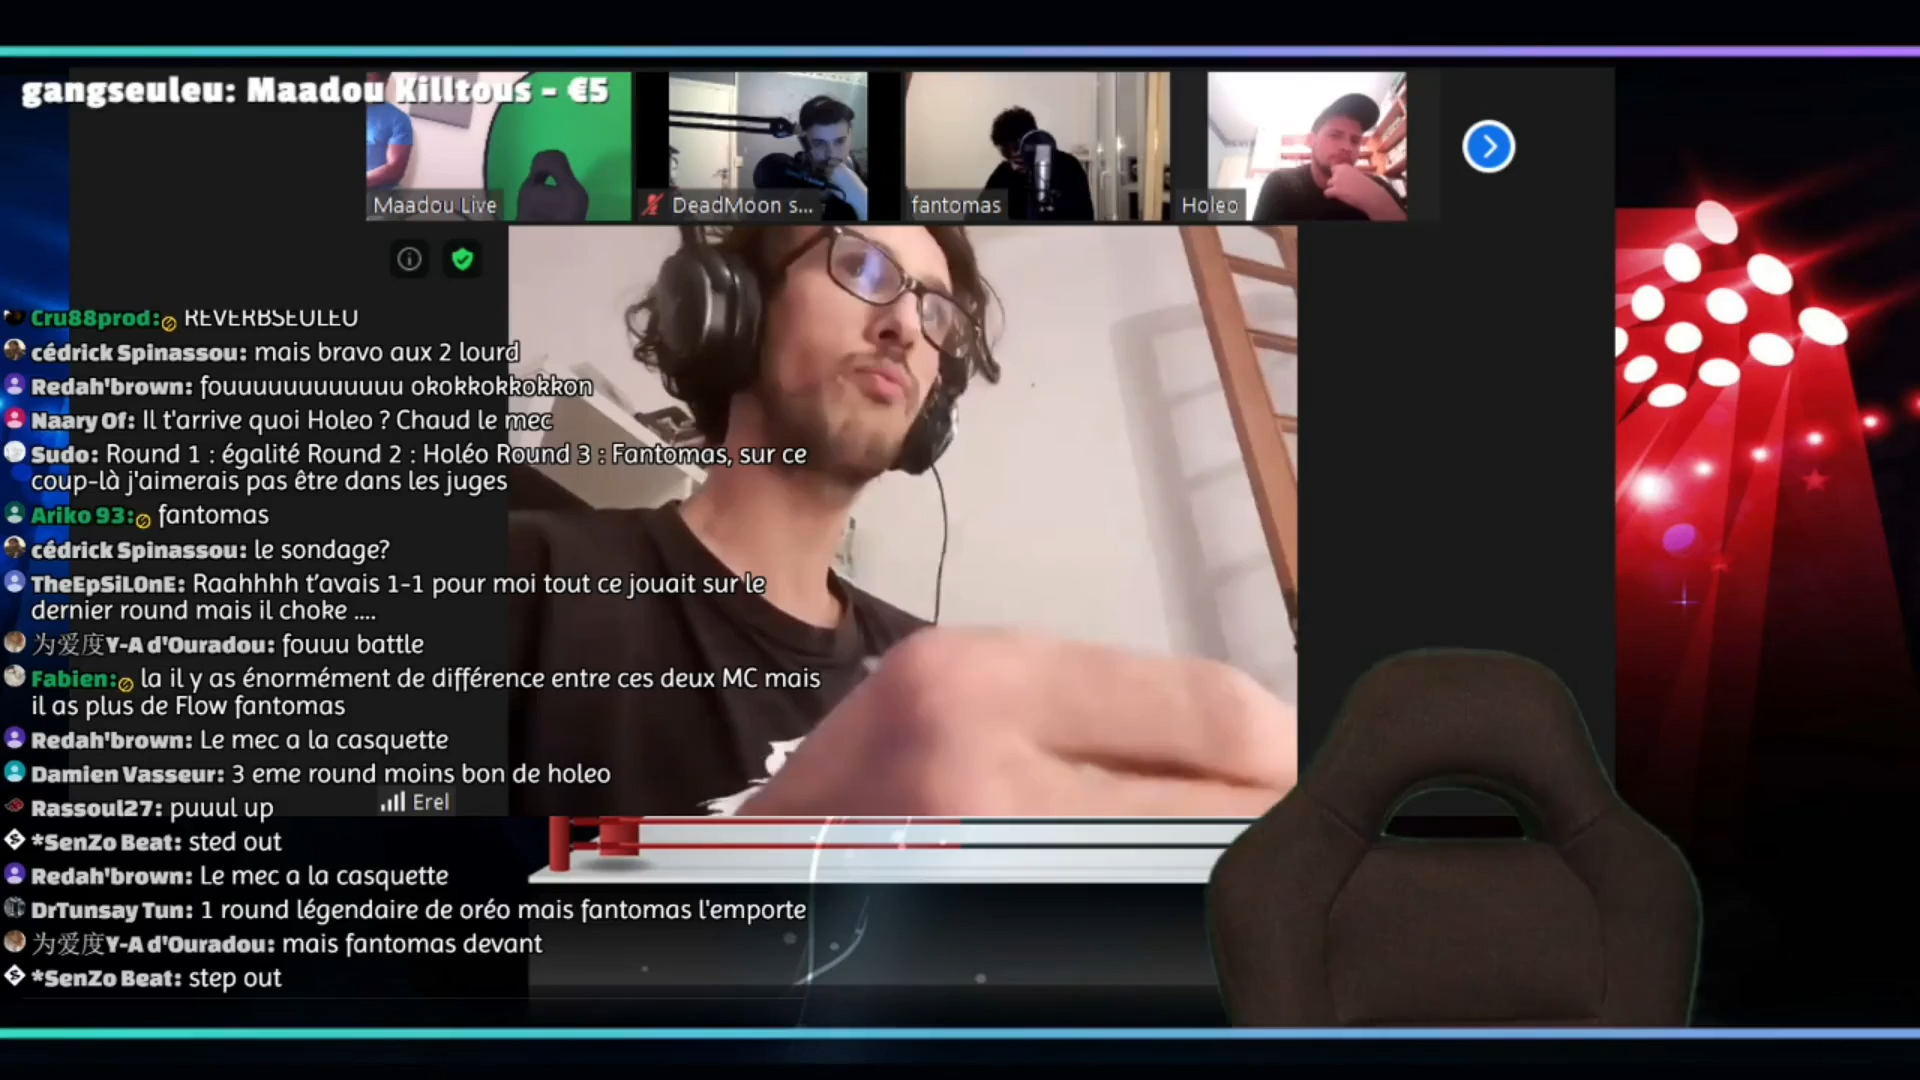 gangseuleu: Maadou Killtous - €5
Maadou Live
DeadMoon s...
fantomas
Holeo
Cru88prod: REVERBSEULEU
cédrick Spinassou: mais bravo aux 2 lourd
Redah'brown: fouuuuuuuuuuuu okokkokkokkon
Naary Of: Il t'arrive quoi Holeo ? Chaud le mec
Sudo: Round 1 : égalité Round 2 : Holéo Round 3 : Fantomas, sur ce
coup-là j'aimerais pas être dans les juges
Ariko 93: fantomas
cédrick Spinassou: le sondage?
TheEpSiL0nE: Raahhhh t'avais 1-1 pour moi tout ce jouait sur le
dernier round mais il choke ....
为爱度Y-A d'Ouradou: fouuu battle
Fabien: la il y as énormément de différence entre ces deux MC mais
il as plus de Flow fantomas
Redah'brown: Le mec a la casquette
Damien Vasseur: 3 eme round moins bon de holeo
Rassoul27: puuul up
Erel
*SenZo Beat: sted out
Redah'brown: Le mec a la casquette
DrTunsay Tun: 1 round légendaire de oréo mais fantomas l'emporte
为爱度Y-A d'Ouradou: mais fantomas devant
*SenZo Beat: step out